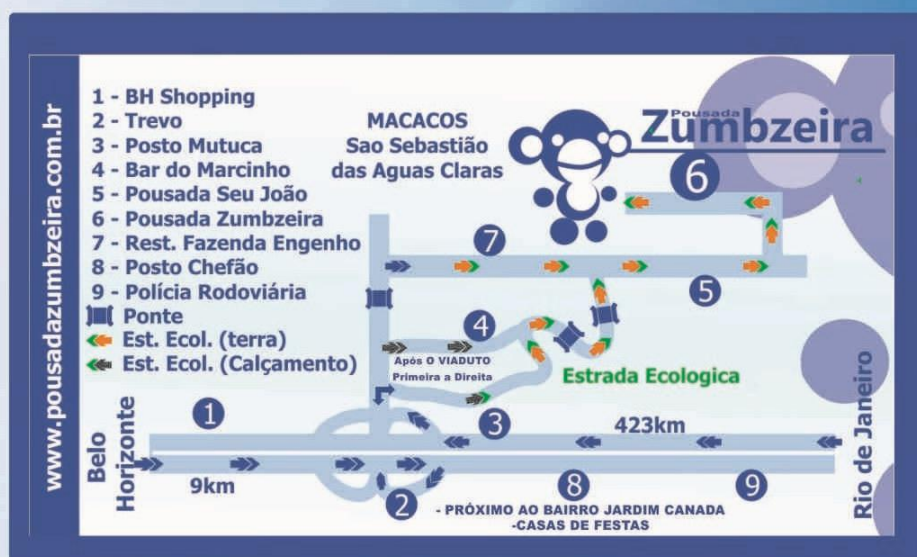 www.pousadazumbzeira.com.br
1 - BH Shopping
2 - Trevo
3 - Posto Mutuca
4 - Bar do Marcinho
5 - Pousada Seu João
6 - Pousada Zumbzeira
7 - Rest. Fazenda Engenho
8 - Posto Chefão
9 - Polícia Rodoviária
Ponte
Est. Ecol. (terra)
Est. Ecol. (Calçamento)
MACACOS
Sao Sebastião
das Aguas Claras
Pousada
Zumbzeira
6
7
5
4
Após O VIADUTO
Primeira a Direita
Estrada Ecologica
1
3
423km
Belo
Horizonte
9km
2
8
9
Rio de Janeiro
- PRÓXIMO AO BAIRRO JARDIM CANADA
-CASAS DE FESTAS